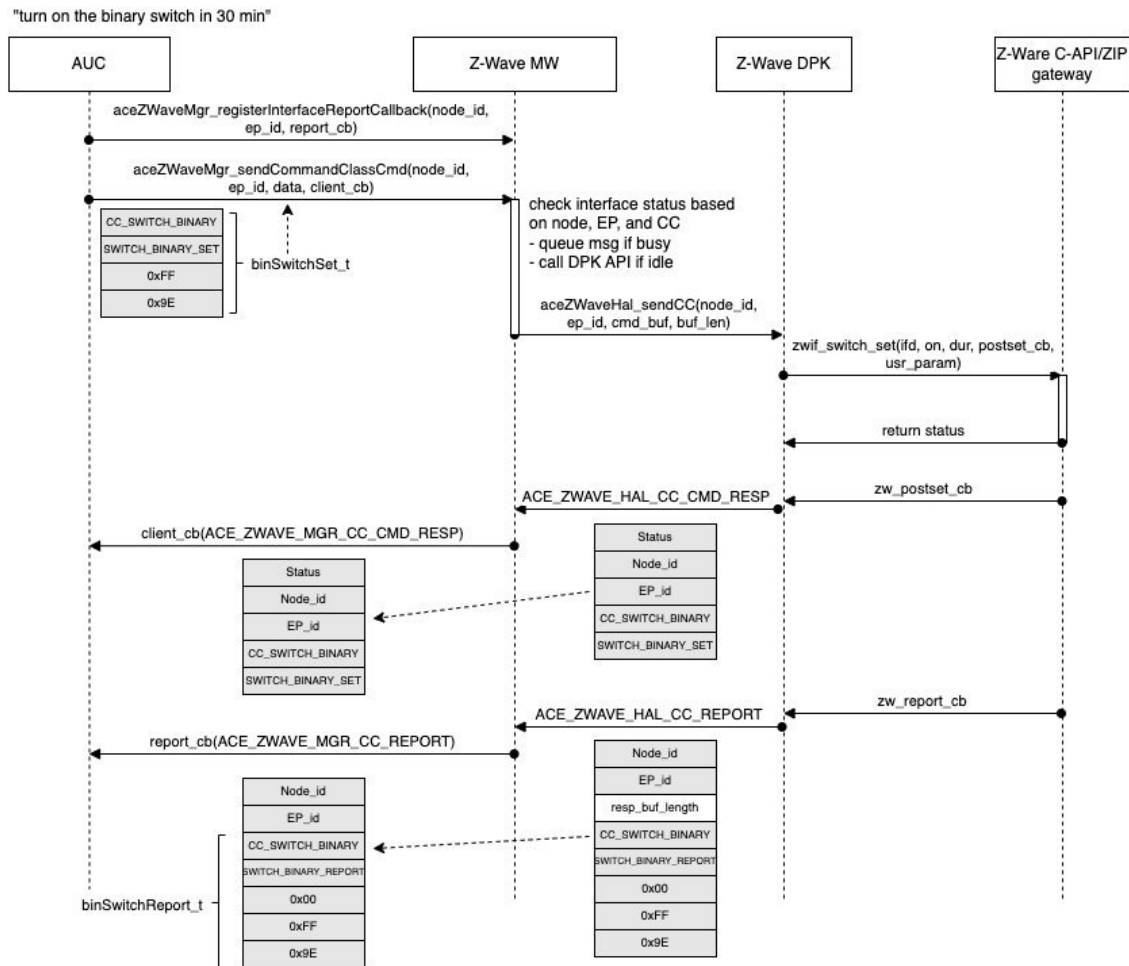 "turn on the binary switch in 30 min"
AUC
Z-Wave MW
Z-Wave DPK
Z-Ware C-API/ZIP
gateway
aceZWaveMgr_registerInterfaceReportCallback(node_id,
ep_id, report_cb)
aceZWaveMgr_sendCommandClassCmd(node_id,
ep_id, data, client_cb)
CC_SWITCH_BINARY
SWITCH_BINARY_SET
0xFF
0x9E
binSwitchSet_t
check interface status based
on node, EP, and CC
- queue msg if busy
- call DPK API if idle
aceZWaveHal_sendCC(node_id,
ep_id, cmd_buf, buf_len)
zwif_switch_set(ifd, on, dur, postset_cb,
usr_param)
return status
zw_postset_cb
ACE_ZWAVE_HAL_CC_CMD_RESP
client_cb(ACE_ZWAVE_MGR_CC_CMD_RESP)
Status
Node_id
EP_id
CC_SWITCH_BINARY
SWITCH_BINARY_SET
Status
Node_id
EP_id
CC_SWITCH_BINARY
SWITCH_BINARY_SET
zw_report_cb
ACE_ZWAVE_HAL_CC_REPORT
report_cb(ACE_ZWAVE_MGR_CC_REPORT)
Node_id
EP_id
resp_buf_length
CC_SWITCH_BINARY
SWITCH_BINARY_REPORT
0x00
0xFF
0x9E
Node_id
EP_id
CC_SWITCH_BINARY
SWITCH_BINARY_REPORT
0x00
0xFF
0x9E
binSwitchReport_t